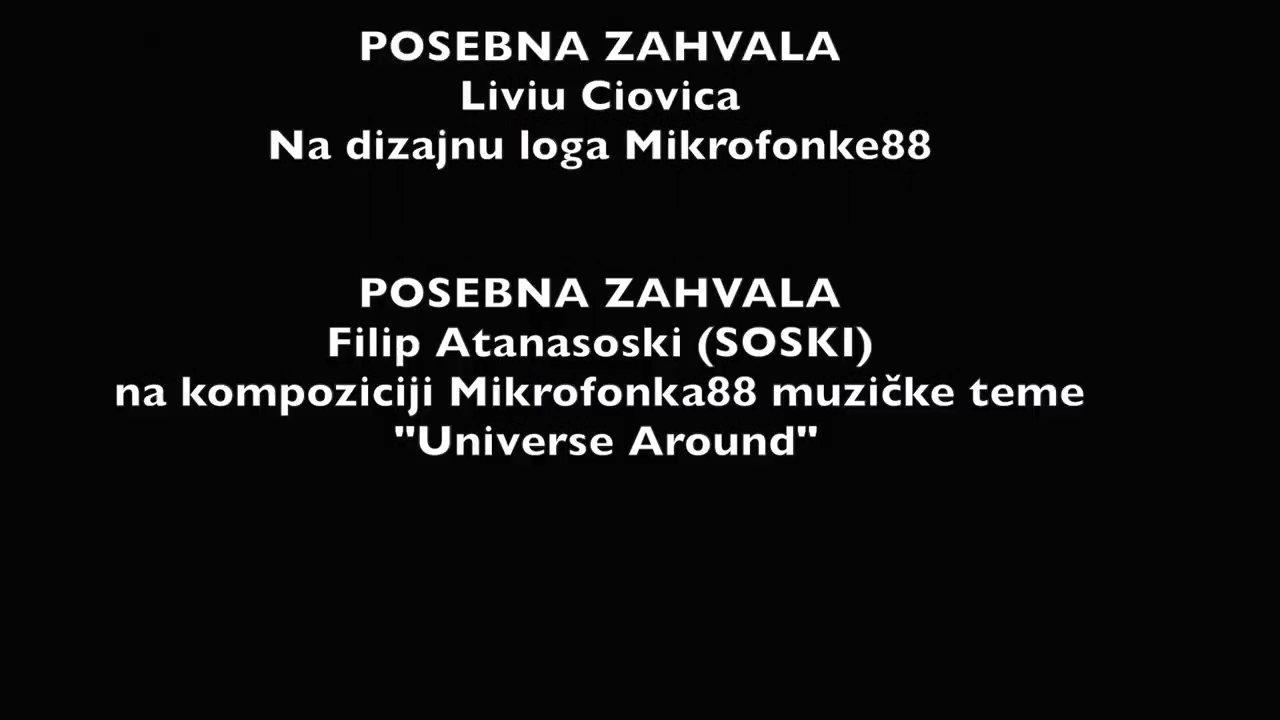 POSEBNA ZAHVALA
Liviu Ciovica
Na dizajnu loga Mikrofonke88
POSEBNA ZAHVALA
Filip Atanasoski (SOSKI)
na kompoziciji Mikrofonka88 muzičke teme
"Universe Around"